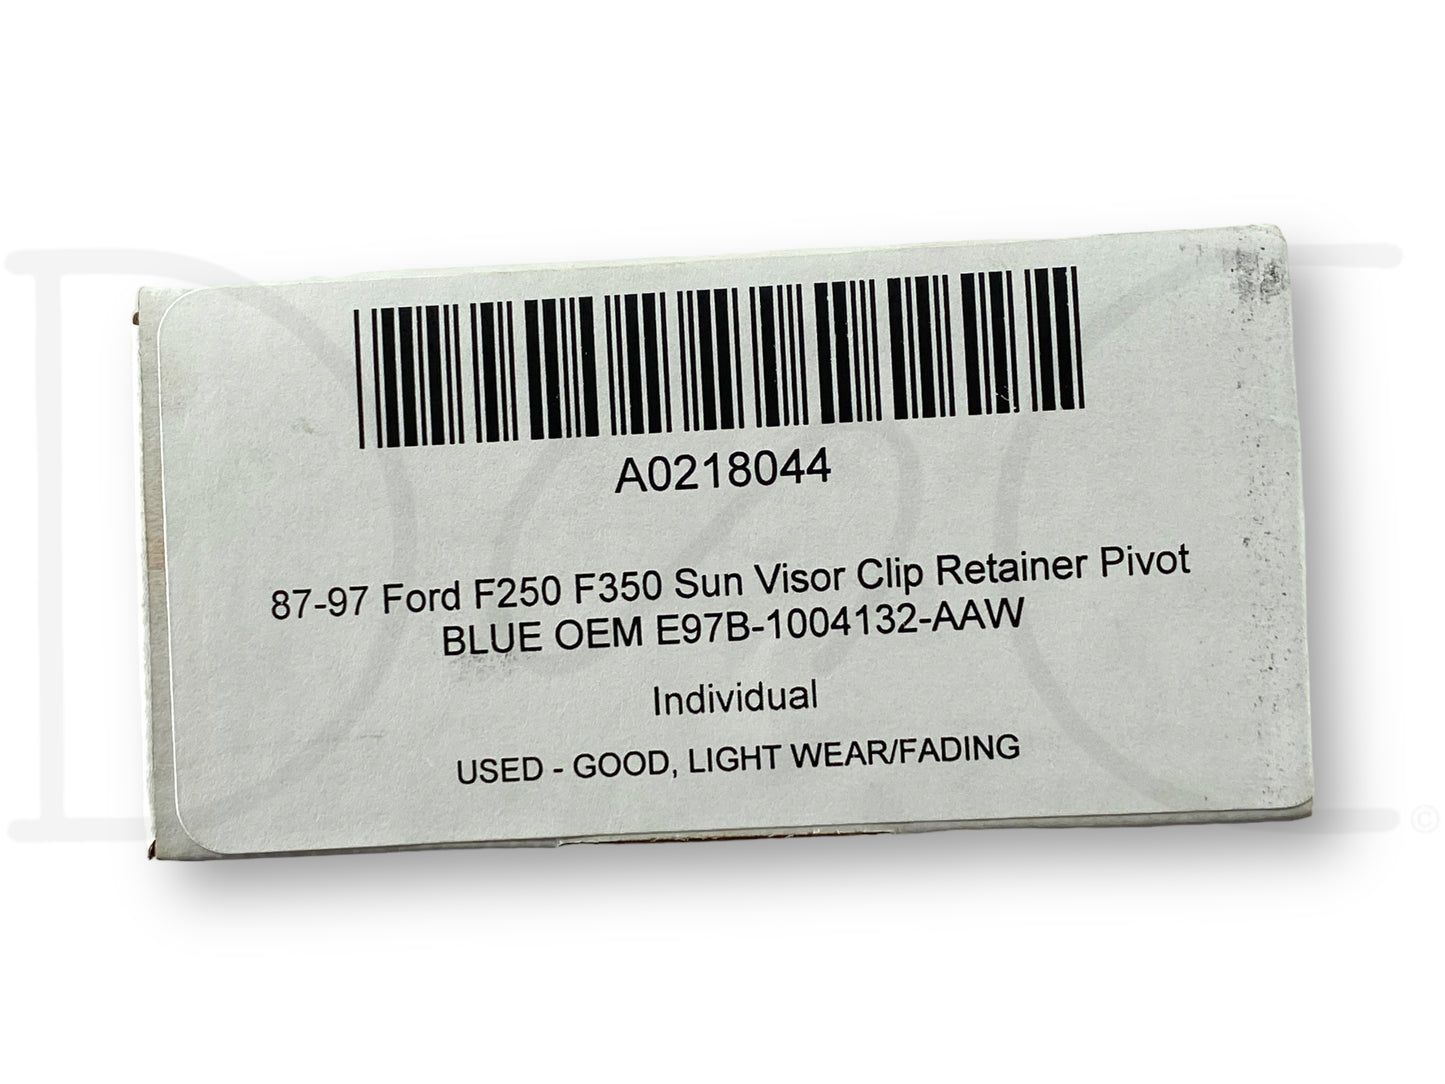 A0218044
87-97 Ford F250 F350 Sun Visor Clip Retainer Pivot
BLUE OEM E97B-1004132-AAW
Individual
USED - GOOD, LIGHT WEAR/FADING
©